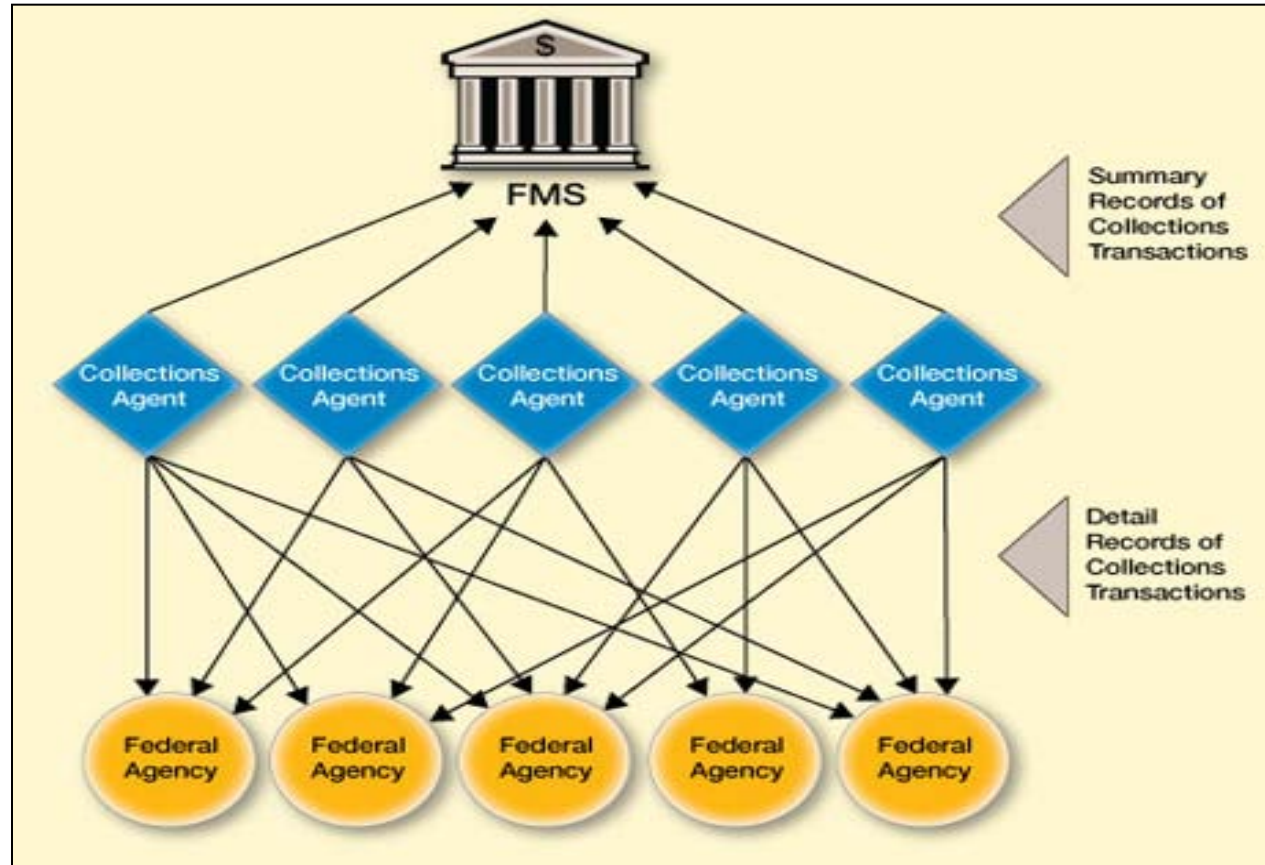 S
FMS
Summary
Records of
Collections
Transactions
Collections
Agent
Collections
Agent
Collections
Agent
Collections
Agent
Collections
Agent
Detail
Records of
Collections
Transactions
Federal
Agency
Federal
Agency
Federal
Agency
Federal
Agency
Federal
Agency